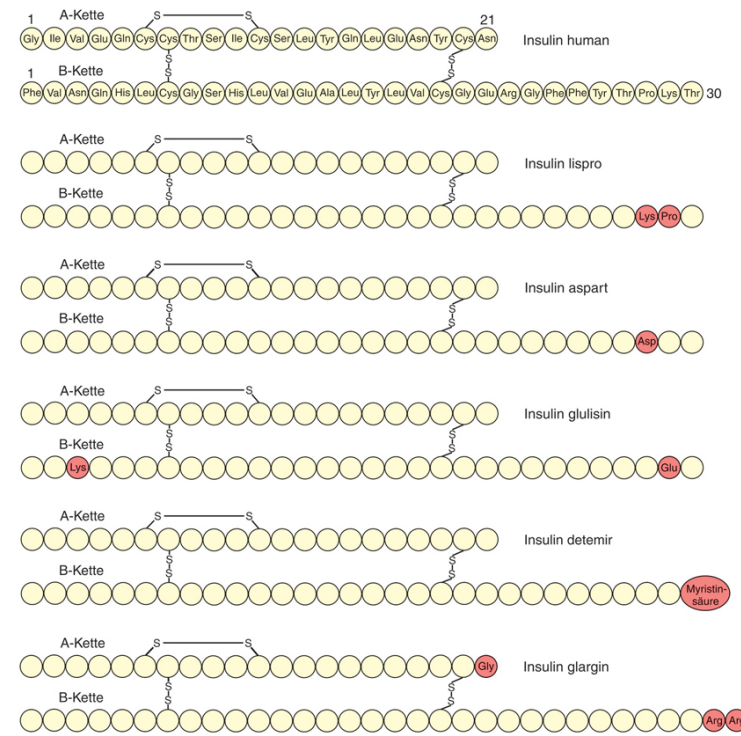 1 A-Kette S S 21
Gly Ile Val Glu Gln Cys Cys Thr Ser Ile Cys Ser Leu Tyr Gln Leu Glu Asn Tyr Cys Asn Insulin human
S S
S S
1 B-Kette
Phe Val Asn Gln His Leu Cys Gly Ser His Leu Val Glu Ala Leu Tyr Leu Val Cys Gly Glu Arg Gly Phe Phe Tyr Thr Pro Lys Thr 30
A-Kette S S
Insulin lispro
S S
S S
B-Kette
Lys Pro
A-Kette S S
Insulin aspart
S S
S S
B-Kette
Asp
A-Kette S S
Insulin glulisin
S S
S S
B-Kette
Lys Glu
A-Kette S S
Insulin detemir
S S
S S
B-Kette
Myristin-
säure
A-Kette S S
Gly Insulin glargin
S S
S S
B-Kette
Arg